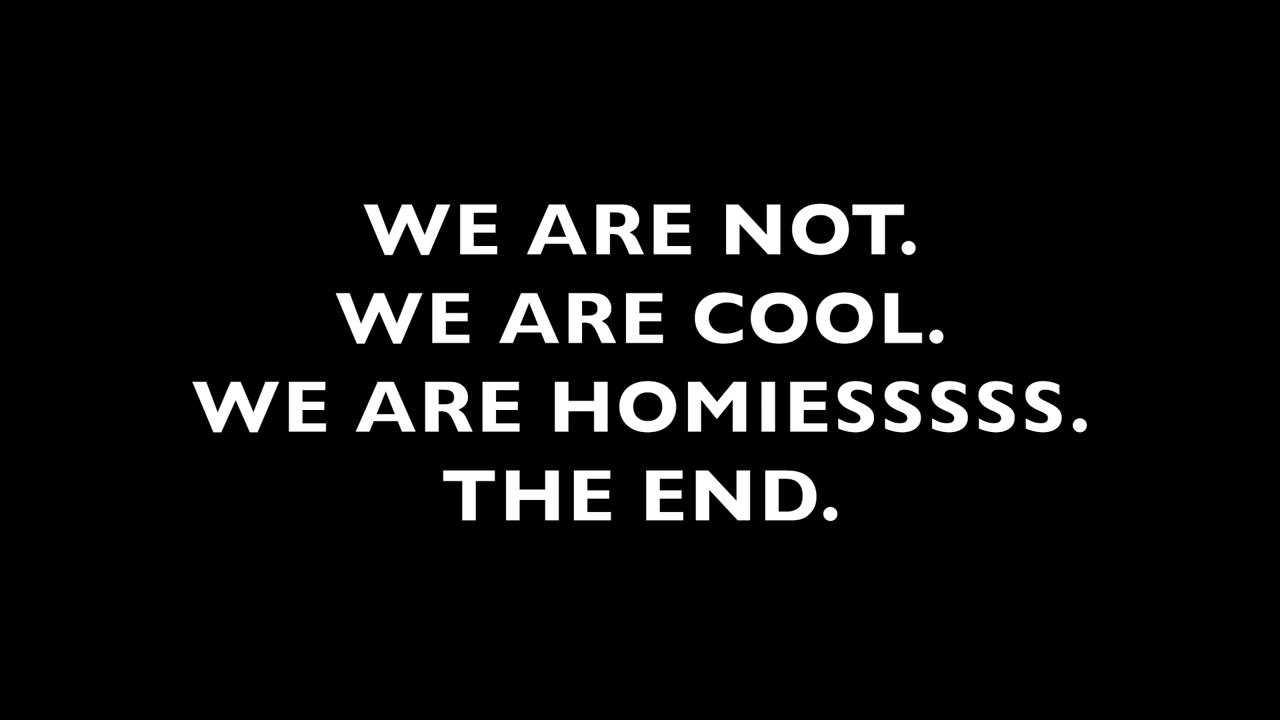 WE ARE NOT.
WE ARE COOL.
WE ARE HOMIESSSSS.
THE END.